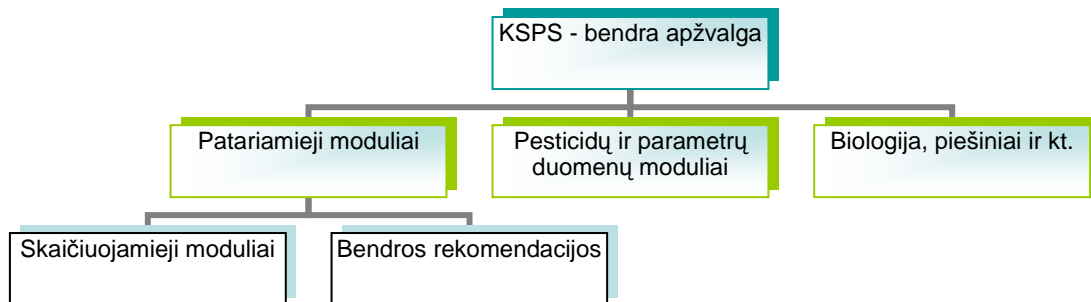 KSPS - bendra apžvalga
Patariamieji moduliai
Pesticidų ir parametrų
duomenų moduliai
Biologija, piešiniai ir kt.
Skaičiuojamieji moduliai
Bendros rekomendacijos